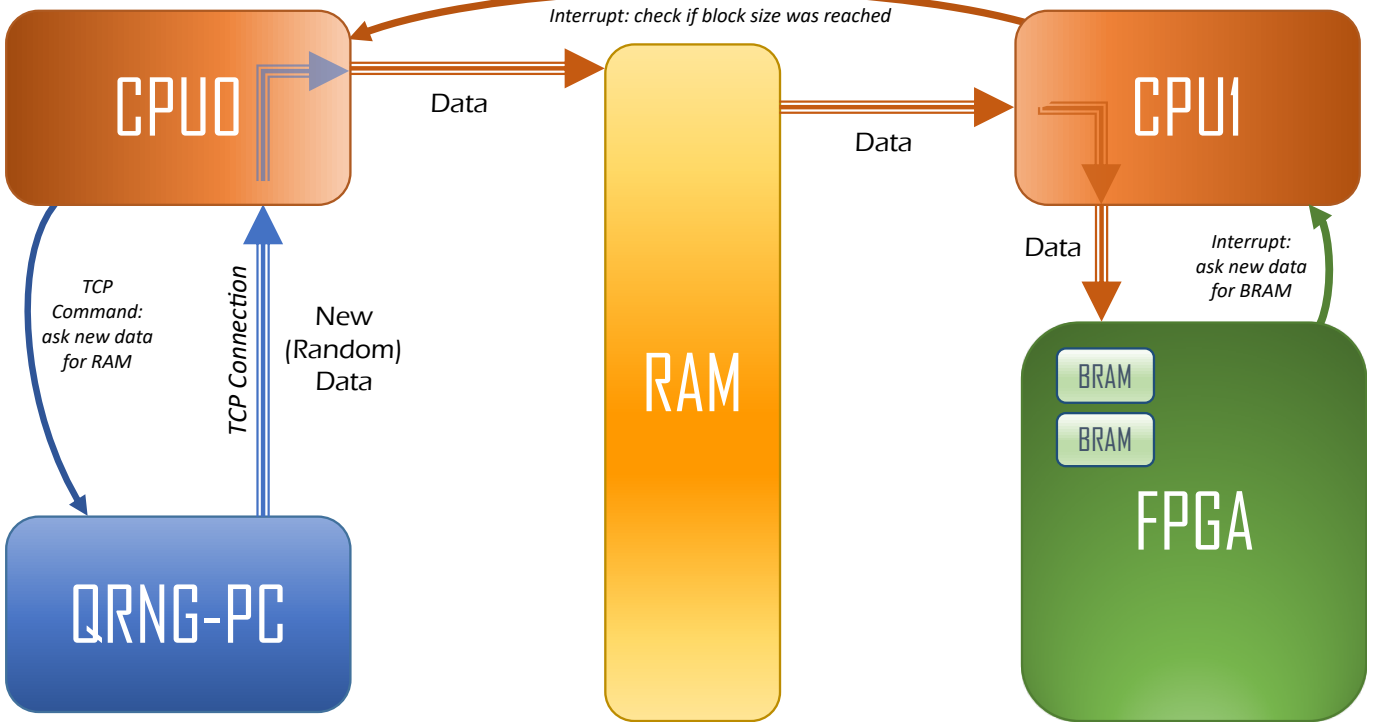 Interrupt: check if block size was reached
CPU0
Data
RAM
Data
CPU1
TCP
Command:
ask new data
for RAM
TCP Connection
New
(Random)
Data
Data
Interrupt:
ask new data
for BRAM
QRNG-PC
BRAM
BRAM
FPGA